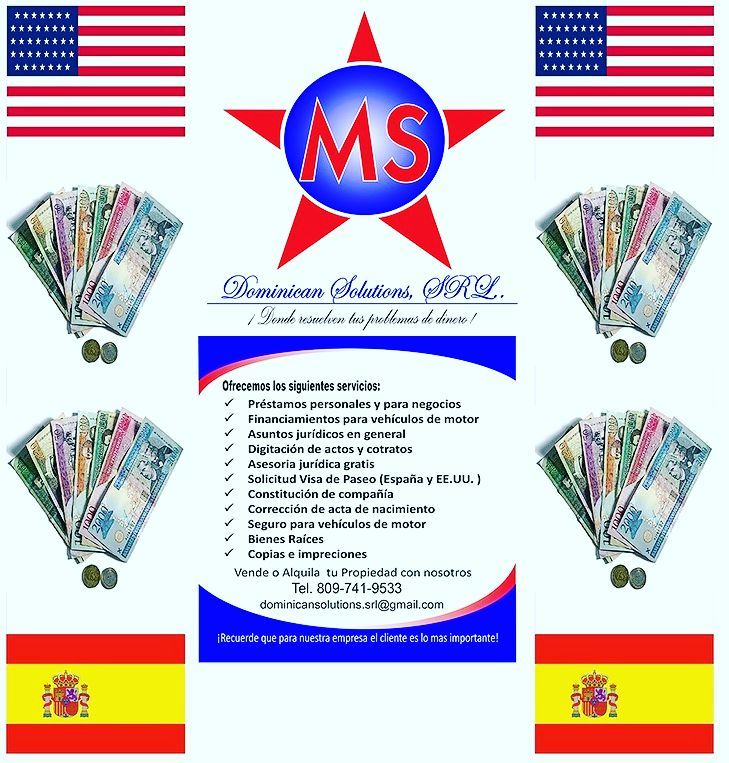 MS
Dominican Solutions, SRL..
¡ Donde resuelven tus problemas de dinero !
Ofrecemos los siguientes servicios:
✓ Préstamos personales y para negocios
✓ Financiamientos para vehículos de motor
✓ Asuntos jurídicos en general
✓ Digitación de actos y cotratos
✓ Asesoria jurídica gratis
✓ Solicitud Visa de Paseo (España y EE.UU. )
✓ Constitución de compañía
✓ Corrección de acta de nacimiento
✓ Seguro para vehículos de motor
✓ Bienes Raíces
✓ Copias e impreciones
Vende o Alquila tu Propiedad con nosotros
Tel. 809-741-9533
dominicansolutions.srl@gmail.com
¡Recuerde que para nuestra empresa el cliente es lo mas importante!